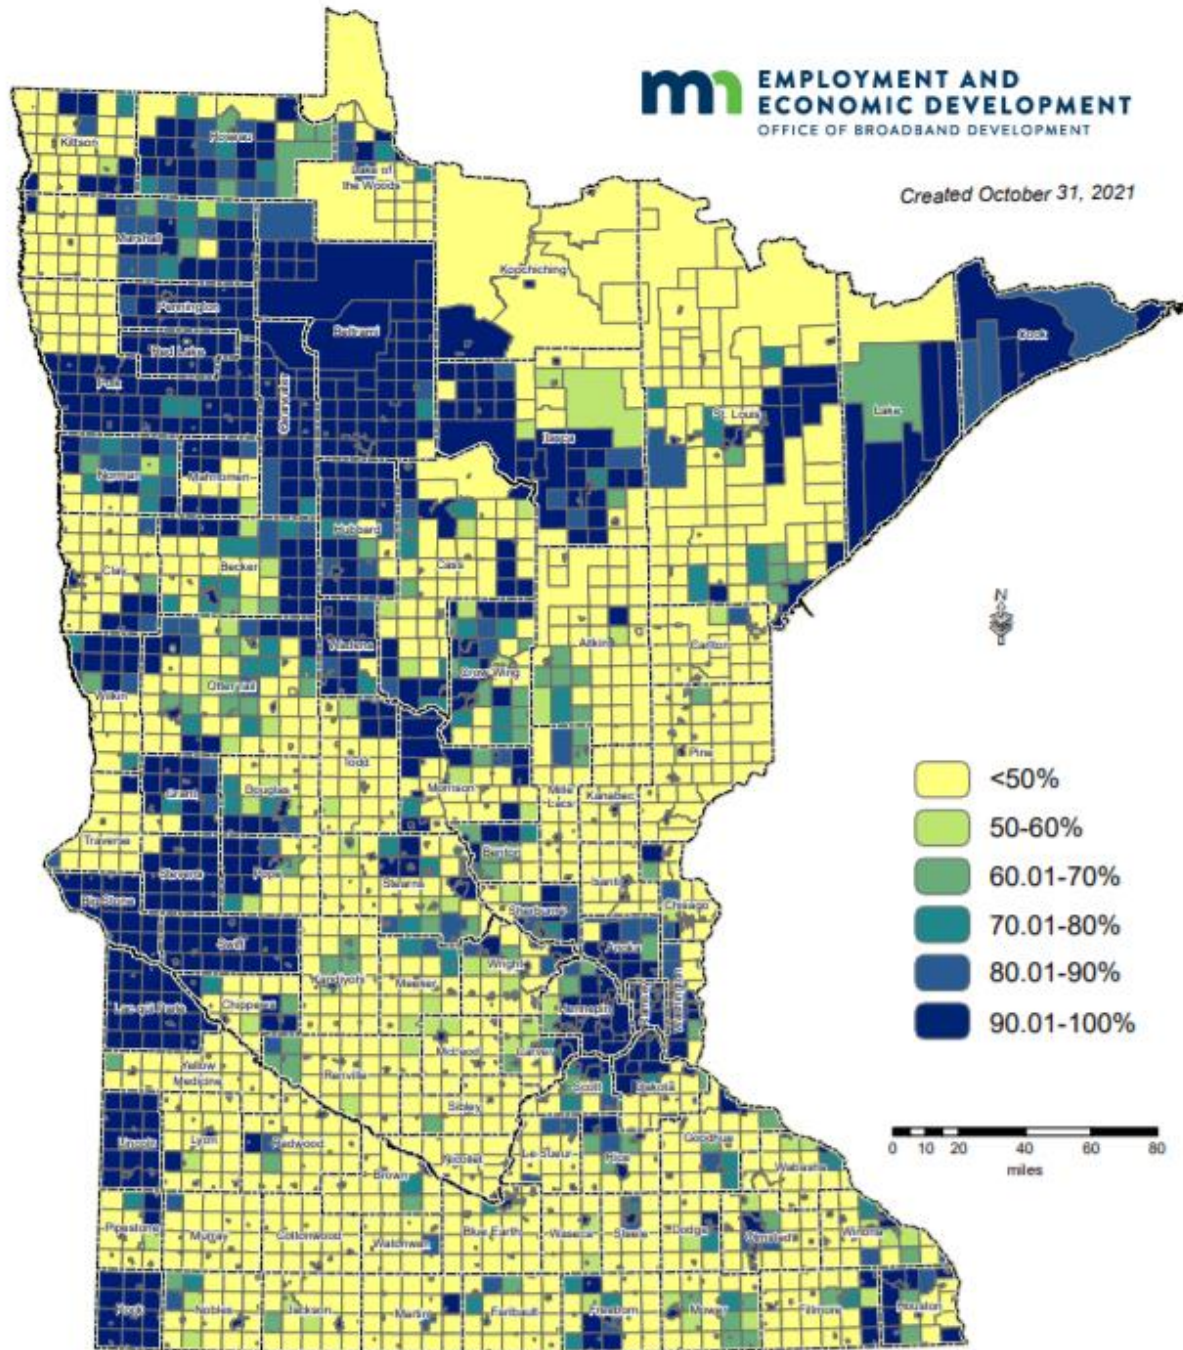 mn EMPLOYMENT AND
ECONOMIC DEVELOPMENT
OFFICE OF BROADBAND DEVELOPMENT
Created October 31, 2021
Kittson
Roseau
Lake of
the Woods
Marshall
Koochiching
Pennington
Beltrami
Cook
Red Lake
Polk
Clearwater
Lake
St. Louis
Itasca
Norman
Mahnomen
Hubbard
Cass
Clay
Becker
N
Wadena
Aitkin
Carlton
Crow Wing
Wilkin
Otter Tail
Pine
Todd
<50%
Grant
Douglas
Morrison
Mille
Lacs
Kanabec
50-60%
Traverse
Benton
Stevens
Pope
Stearns
Isanti
60.01-70%
Big Stone
Sherburne
Chisago
70.01-80%
Swift
Anoka
Wright
Kandiyohi
Meeker
80.01-90%
Lac qui Parle
Chippewa
Hennepin
Ramsey
Washington
90.01-100%
McLeod
Carver
Yellow
Medicine
Renville
Scott
Dakota
Sibley
Lincoln
Lyon
Redwood
Goodhue
0 10 20 40 60 80
miles
Nicollet
Le Sueur
Rice
Wabasha
Brown
Pipestone
Murray
Cottonwood
Watonwan
Blue Earth
Waseca
Steele
Dodge
Olmsted
Winona
Rock
Nobles
Jackson
Martin
Faribault
Freeborn
Mower
Fillmore
Houston